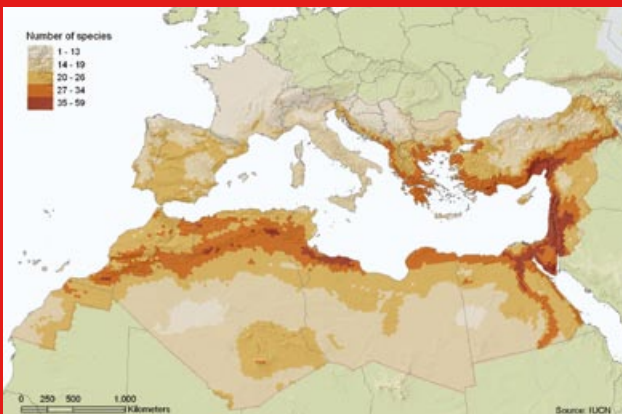 Number of species
1 - 13
14 - 19
20 - 26
27 - 34
35 - 59
0 250 500 1,000
Kilometers
Source: IUCN